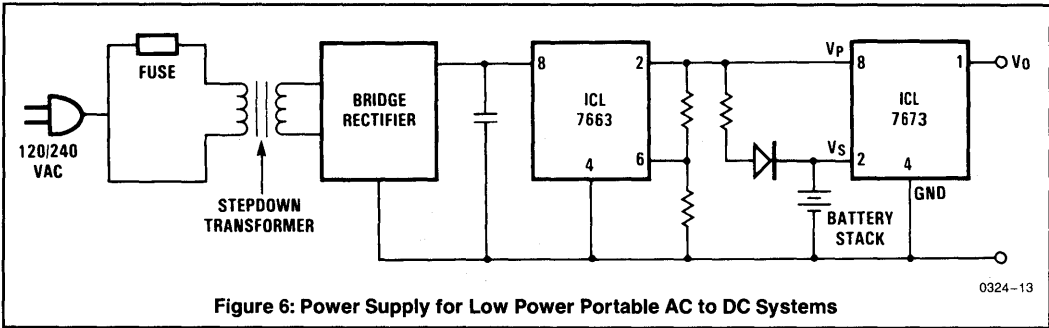 FUSE
120/240
VAC
STEPDOWN
TRANSFORMER
BRIDGE
RECTIFIER
8
2
ICL
7663
6
4
VP
8
1
VO
ICL
7673
VS
2
4
GND
BATTERY
STACK
0324-13
Figure 6: Power Supply for Low Power Portable AC to DC Systems